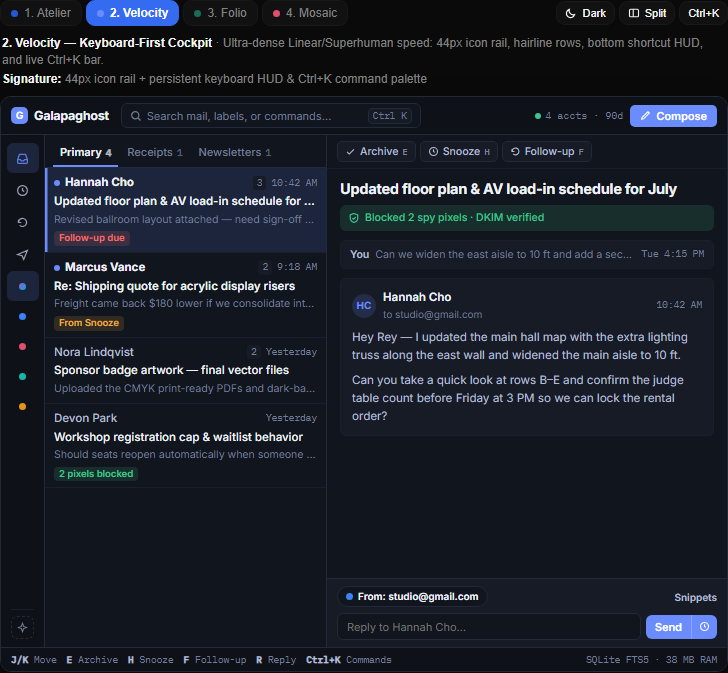 1. Atelier
2. Velocity
3. Folio
4. Mosaic
Dark
Split
Ctrl+K
2. Velocity — Keyboard-First Cockpit · Ultra-dense Linear/Superhuman speed: 44px icon rail, hairline rows, bottom shortcut HUD,
and live Ctrl+K bar.
Signature: 44px icon rail + persistent keyboard HUD & Ctrl+K command palette
G Galapaghost
Search mail, labels, or commands...
Ctrl K
4 accts · 90d
Compose
Primary 4
Receipts 1
Newsletters 1
Hannah Cho 3 10:42 AM
Updated floor plan & AV load-in schedule for ...
Revised ballroom layout attached — need sign-off ...
Follow-up due
Marcus Vance 2 9:18 AM
Re: Shipping quote for acrylic display risers
Freight came back $180 lower if we consolidate int...
From Snooze
Nora Lindqvist 2 Yesterday
Sponsor badge artwork — final vector files
Uploaded the CMYK print-ready PDFs and dark-ba...
Devon Park Yesterday
Workshop registration cap & waitlist behavior
Should seats reopen automatically when someone ...
2 pixels blocked
Archive E
Snooze H
Follow-up F
Updated floor plan & AV load-in schedule for July
Blocked 2 spy pixels · DKIM verified
You Can we widen the east aisle to 10 ft and add a sec... Tue 4:15 PM
HC
Hannah Cho
to studio@gmail.com
10:42 AM
Hey Rey — I updated the main hall map with the extra lighting
truss along the east wall and widened the main aisle to 10 ft.
Can you take a quick look at rows B–E and confirm the judge
table count before Friday at 3 PM so we can lock the rental
order?
From: studio@gmail.com
Snippets
Reply to Hannah Cho...
Send
J/K Move E Archive H Snooze F Follow-up R Reply Ctrl+K Commands
SQLite FTS5 · 38 MB RAM